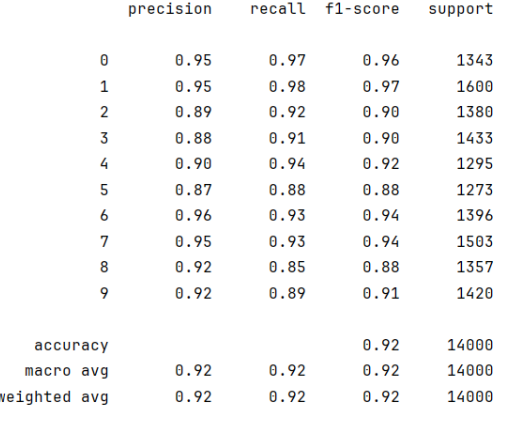 precision recall f1-score support
0 0.95 0.97 0.96 1343
1 0.95 0.98 0.97 1600
2 0.89 0.92 0.90 1380
3 0.88 0.91 0.90 1433
4 0.90 0.94 0.92 1295
5 0.87 0.88 0.88 1273
6 0.96 0.93 0.94 1396
7 0.95 0.93 0.94 1503
8 0.92 0.85 0.88 1357
9 0.92 0.89 0.91 1420
accuracy 0.92 14000
macro avg 0.92 0.92 0.92 14000
weighted avg 0.92 0.92 0.92 14000